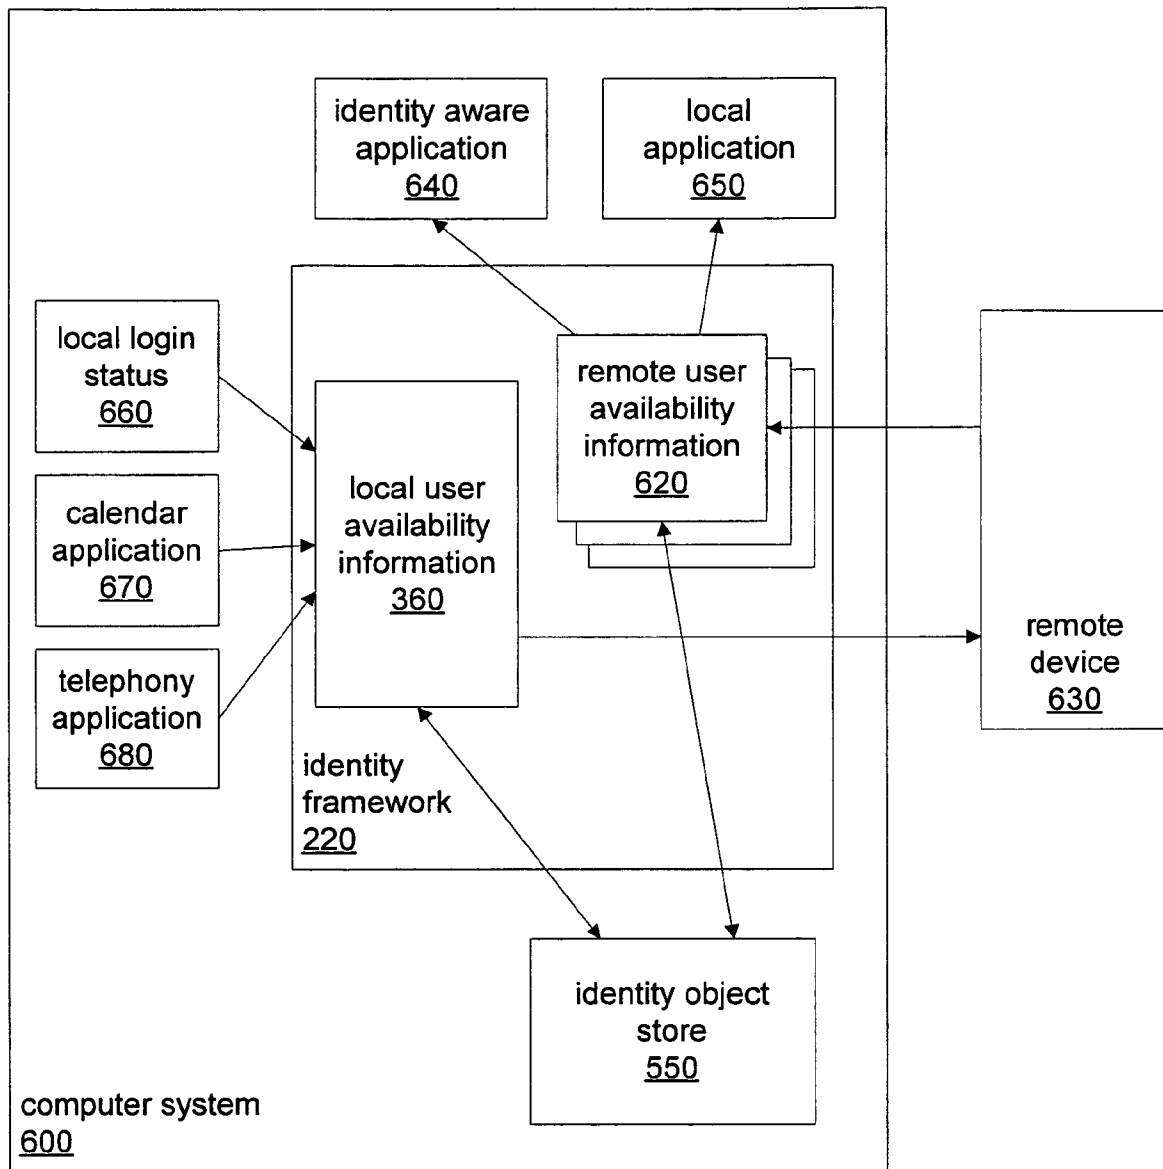 identity aware
application
640
local
application
650
local login
status
660
calendar
application
670
telephony
application
680
local user
availability
information
360
remote user
availability
information
620
identity
framework
220
remote
device
630
identity object
store
550
computer system
600